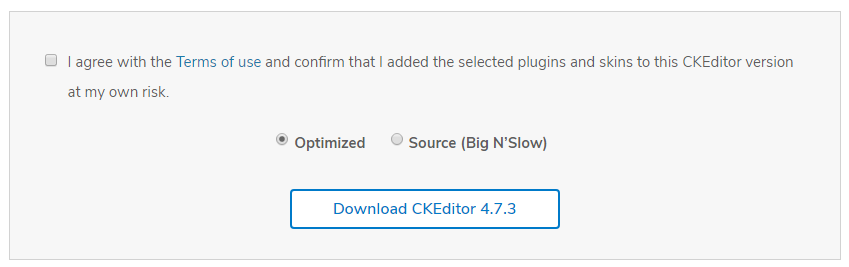 I agree with the Terms of use and confirm that I added the selected plugins and skins to this CKEditor version
at my own risk.
Optimized Source (Big N'Slow)
Download CKEditor 4.7.3